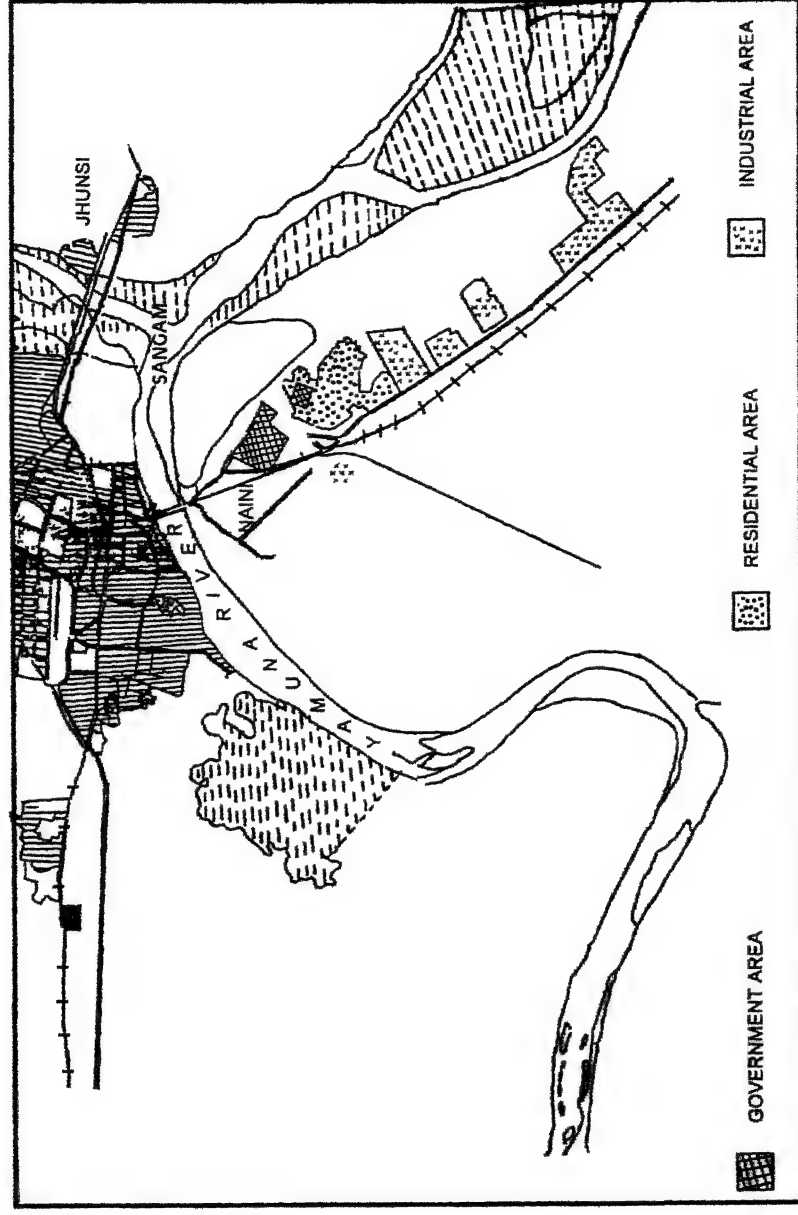 JHUNSI
SANGAM
NAINI
YAMUNA RIVER
GOVERNMENT AREA
RESIDENTIAL AREA
INDUSTRIAL AREA